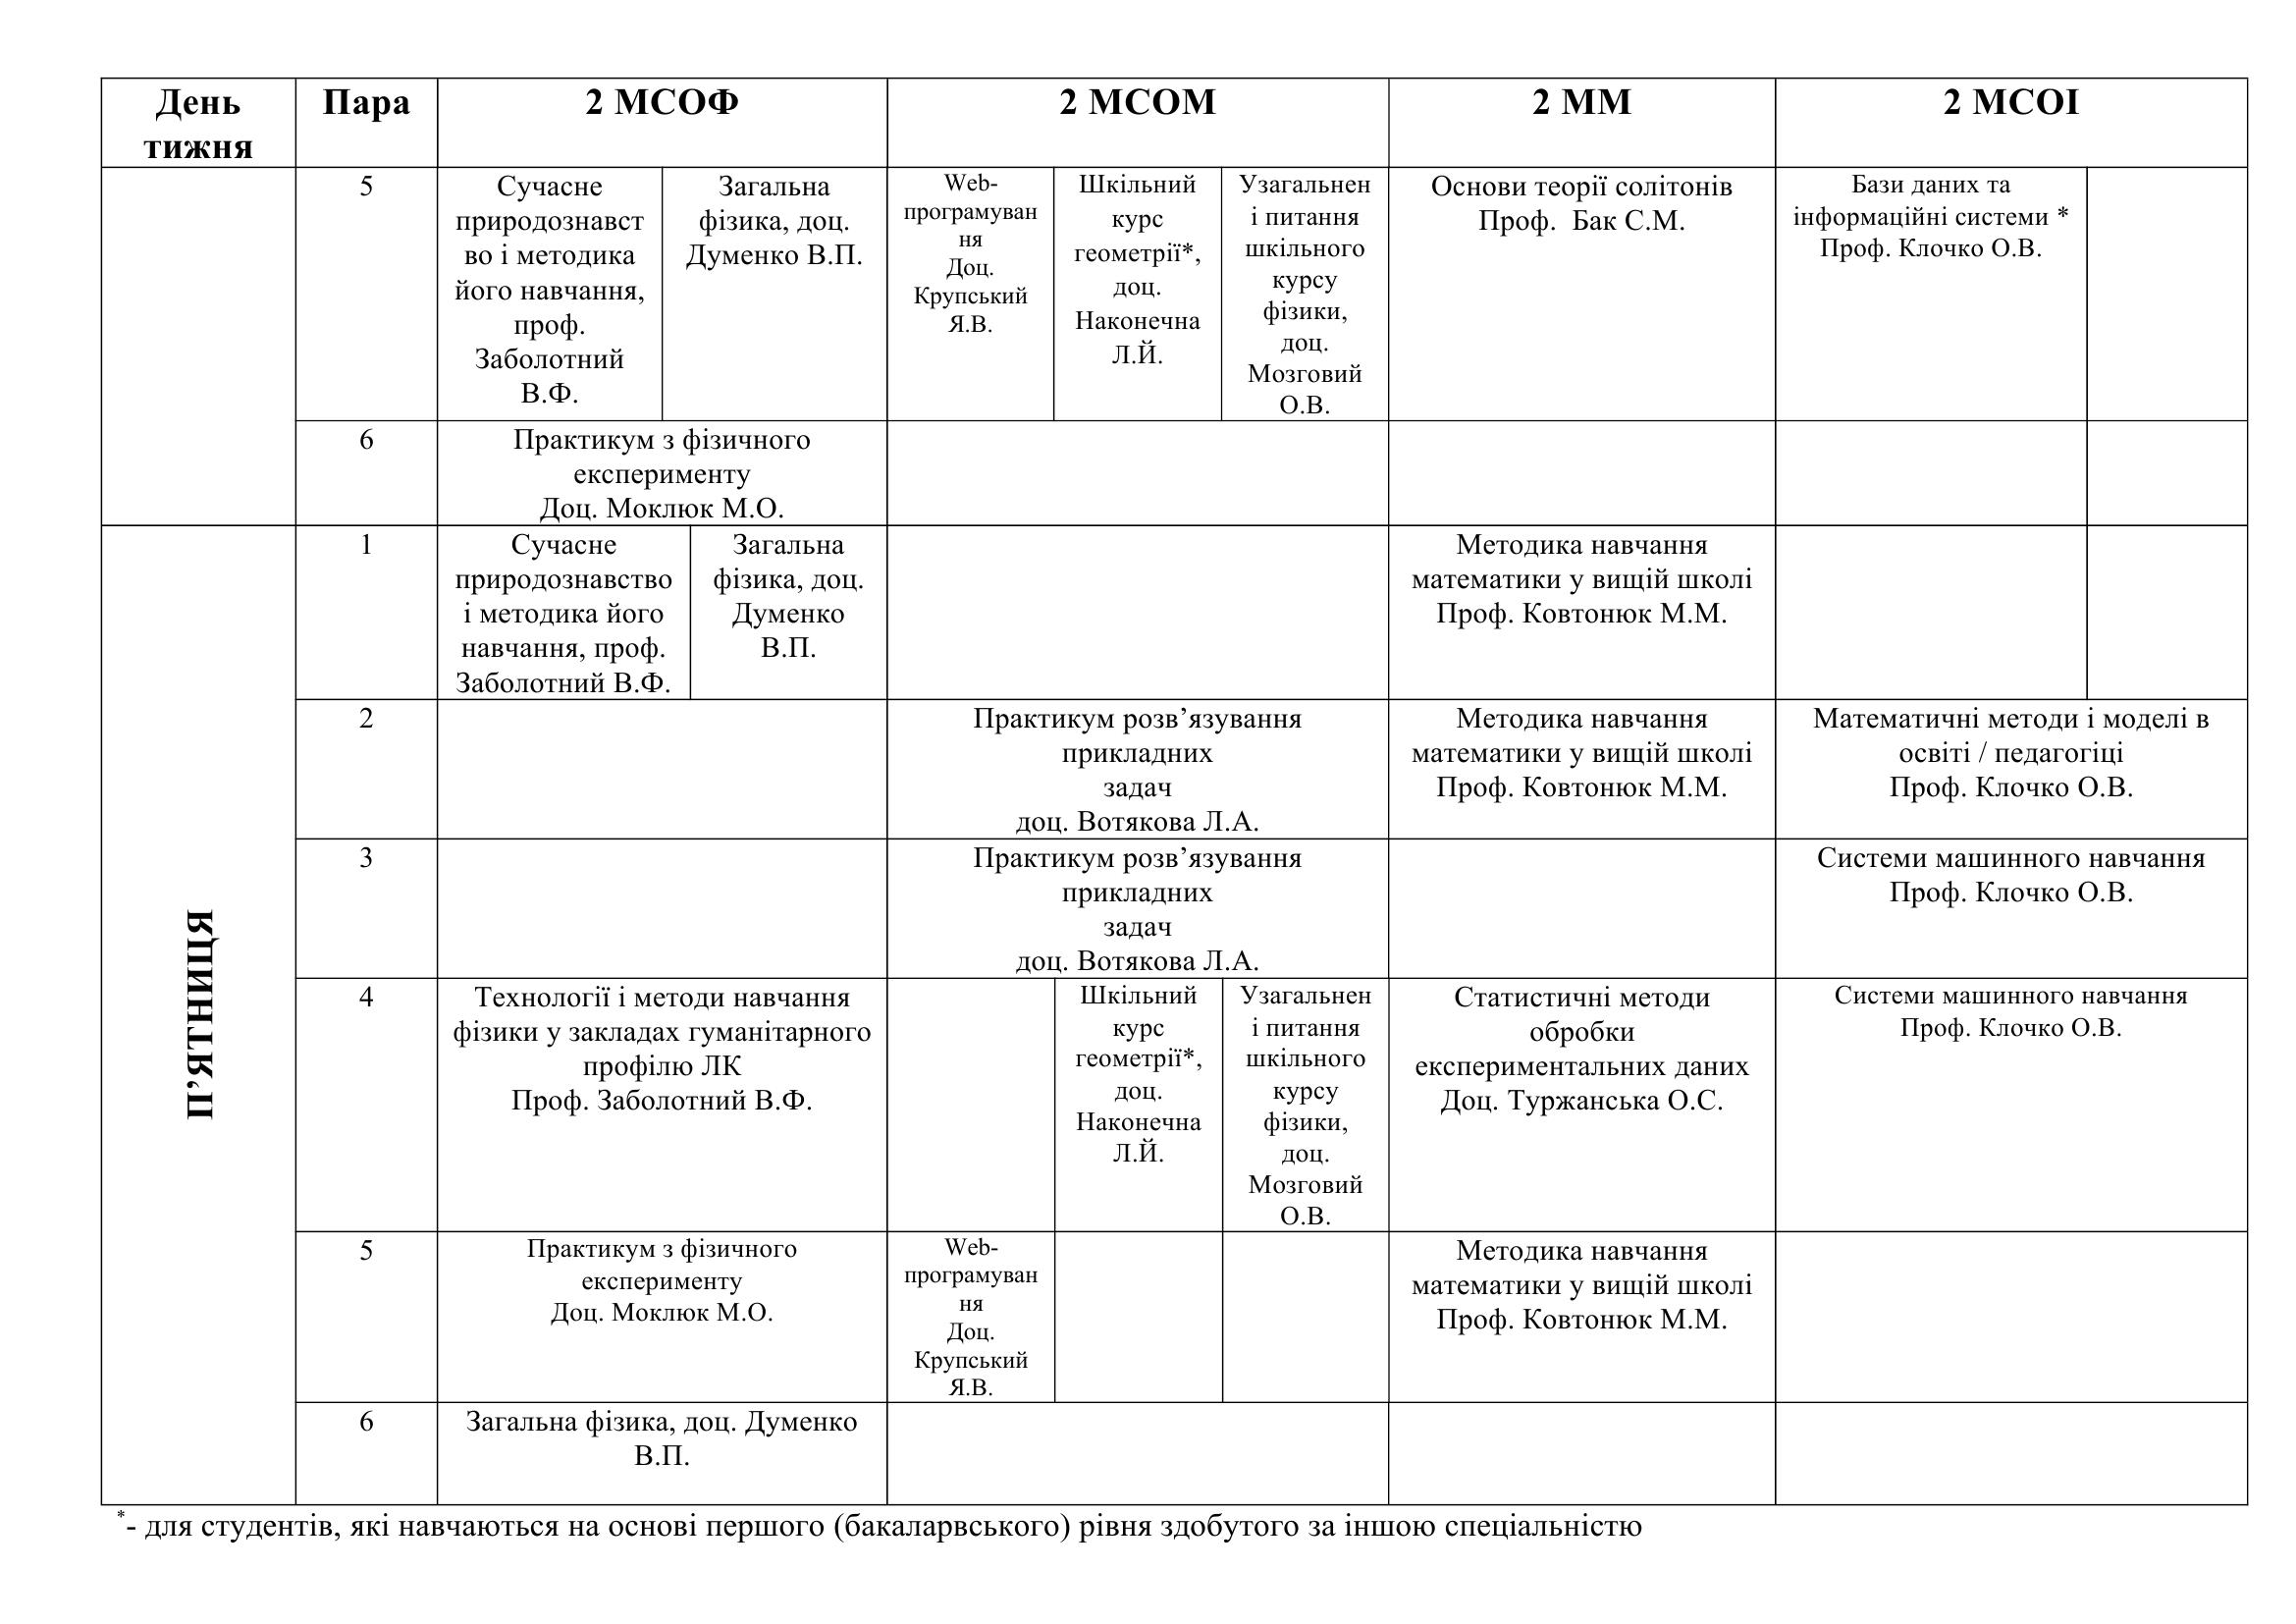 День
тижня
Пара
2 МСОФ
2 МСОМ
2 ММ
2 МСОІ
5
Сучасне
природознавст
во і методика
його навчання,
проф.
Заболотний
В.Ф.
Загальна
фізика, доц.
Думенко В.П.
Web-
програмуван
ня
Доц.
Крупський
Я.В.
Шкільний
курс
геометрії*,
доц.
Наконечна
Л.Й.
Узагальнен
і питання
шкільного
курсу
фізики,
доц.
Мозговий
О.В.
Основи теорії солітонів
Проф. Бак С.М.
Бази даних та
інформаційні системи *
Проф. Клочко О.В.
6
Практикум з фізичного
експерименту
Доц. Моклюк М.О.
П’ЯТНИЦЯ
1
Сучасне
природознавство
і методика його
навчання, проф.
Заболотний В.Ф.
Загальна
фізика, доц.
Думенко
В.П.
Методика навчання
математики у вищій школі
Проф. Ковтонюк М.М.
2
Практикум розв’язування
прикладних
задач
доц. Вотякова Л.А.
Методика навчання
математики у вищій школі
Проф. Ковтонюк М.М.
Математичні методи і моделі в
освіті / педагогіці
Проф. Клочко О.В.
3
Практикум розв’язування
прикладних
задач
доц. Вотякова Л.А.
Системи машинного навчання
Проф. Клочко О.В.
4
Технології і методи навчання
фізики у закладах гуманітарного
профілю ЛК
Проф. Заболотний В.Ф.
Шкільний
курс
геометрії*,
доц.
Наконечна
Л.Й.
Узагальнен
і питання
шкільного
курсу
фізики,
доц.
Мозговий
О.В.
Статистичні методи
обробки
експериментальних даних
Доц. Туржанська О.С.
Системи машинного навчання
Проф. Клочко О.В.
5
Практикум з фізичного
експерименту
Доц. Моклюк М.О.
Web-
програмуван
ня
Доц.
Крупський
Я.В.
Методика навчання
математики у вищій школі
Проф. Ковтонюк М.М.
6
Загальна фізика, доц. Думенко
В.П.
*- для студентів, які навчаються на основі першого (бакаларвського) рівня здобутого за іншою спеціальністю